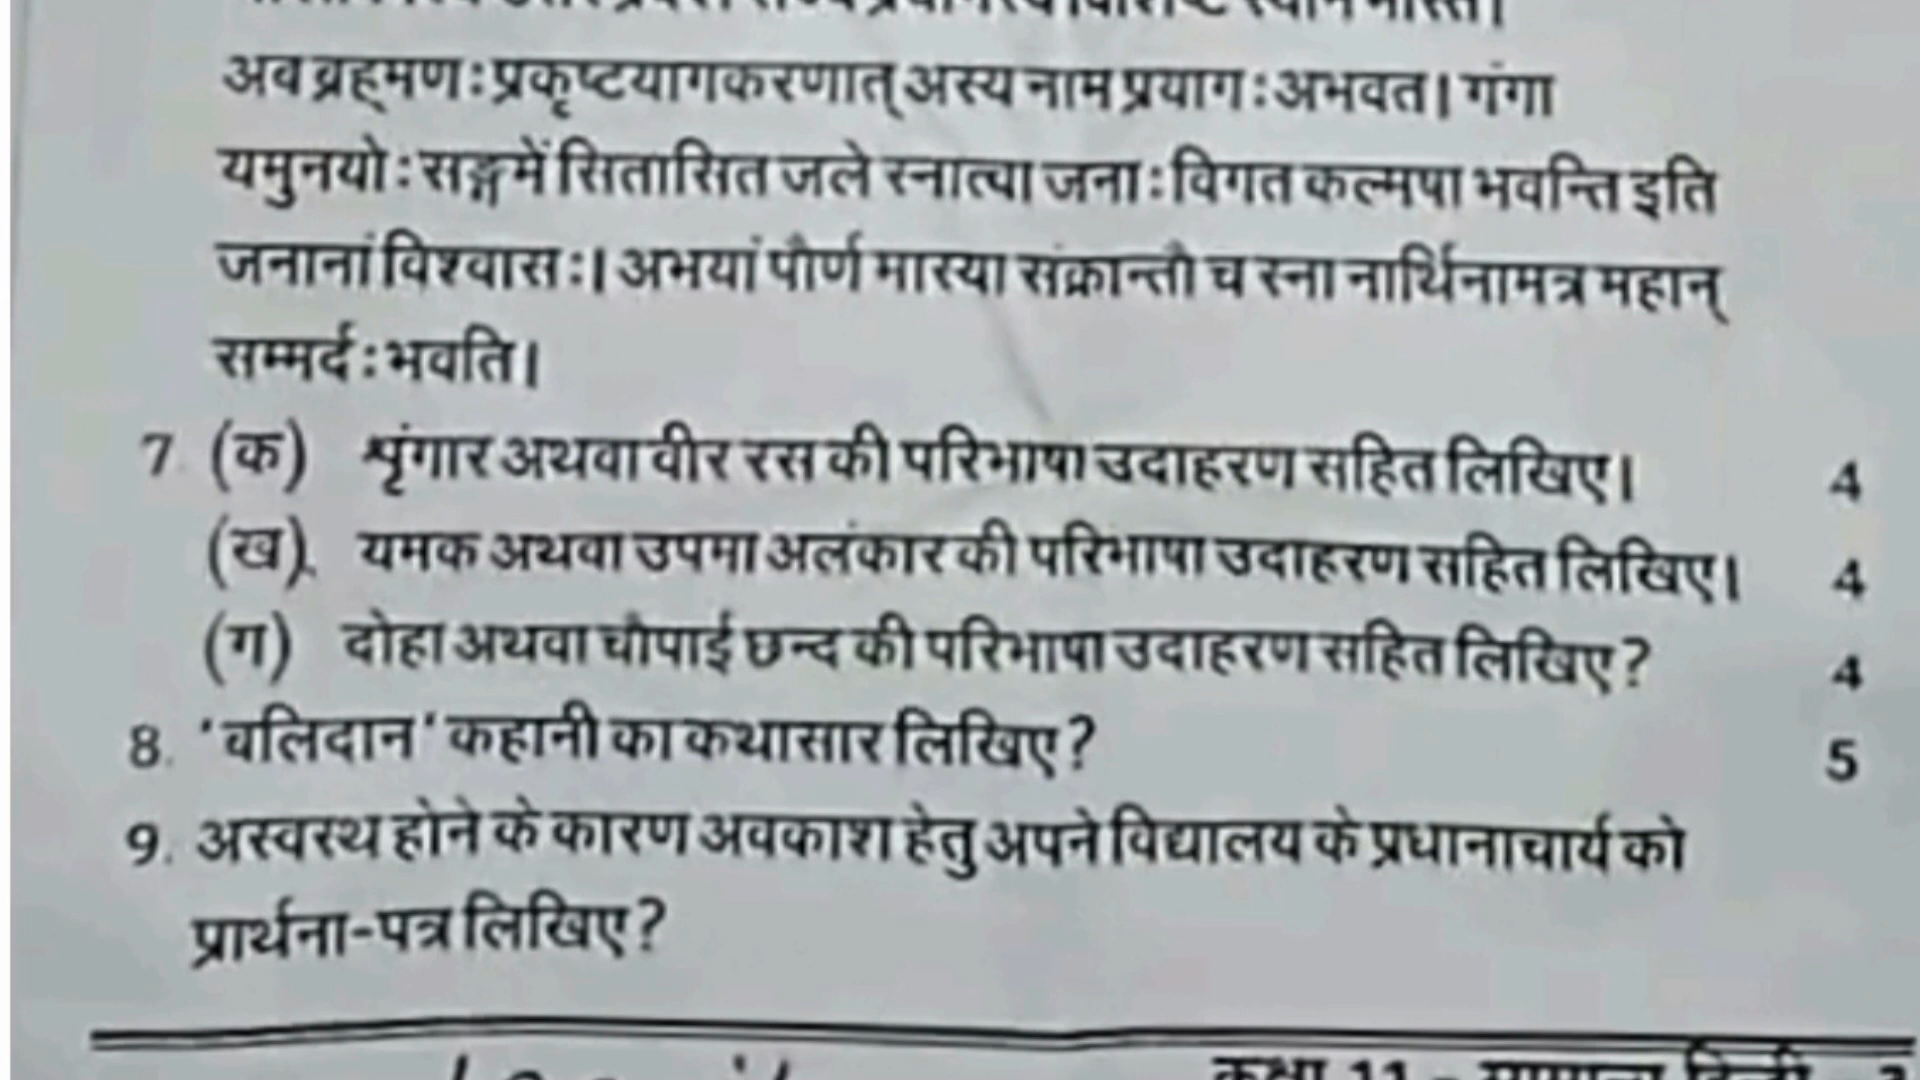 अव ब्रह्मणः प्रकृष्टयागकरणात् अस्य नाम प्रयागः अभवत। गंगा
यमुनयोः सङ्गमें सितासित जले स्नात्वा जनाः विगत कल्मषा भवन्ति इति
जनानां विश्वासः। अभयां पौर्ण मास्या संक्रान्तौ च स्ना नार्थिनामत्र महान्
सम्मर्दः भवति।
7. (क) शृंगार अथवा वीर रस की परिभाषा उदाहरण सहित लिखिए। 4
(ख). यमक अथवा उपमा अलंकार की परिभाषा उदाहरण सहित लिखिए। 4
(ग) दोहा अथवा चौपाई छन्द की परिभाषा उदाहरण सहित लिखिए? 4
8. 'बलिदान' कहानी का कथासार लिखिए? 5
9. अस्वस्थ होने के कारण अवकाश हेतु अपने विद्यालय के प्रधानाचार्य को
प्रार्थना-पत्र लिखिए?
कक्षा 11 - सामान्य हिन्दी